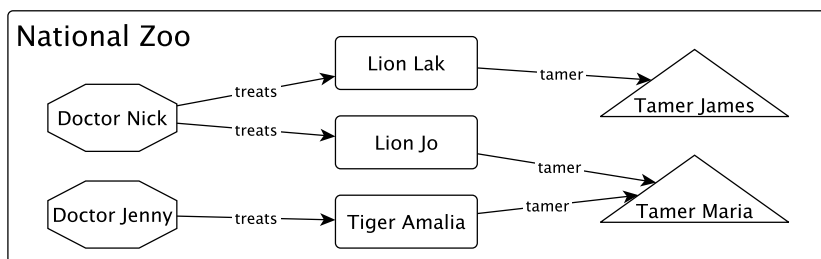 National Zoo
Lion Lak
tamer
Tamer James
treats
Doctor Nick
treats
Lion Jo
tamer
Doctor Jenny
treats
Tiger Amalia
tamer
Tamer Maria